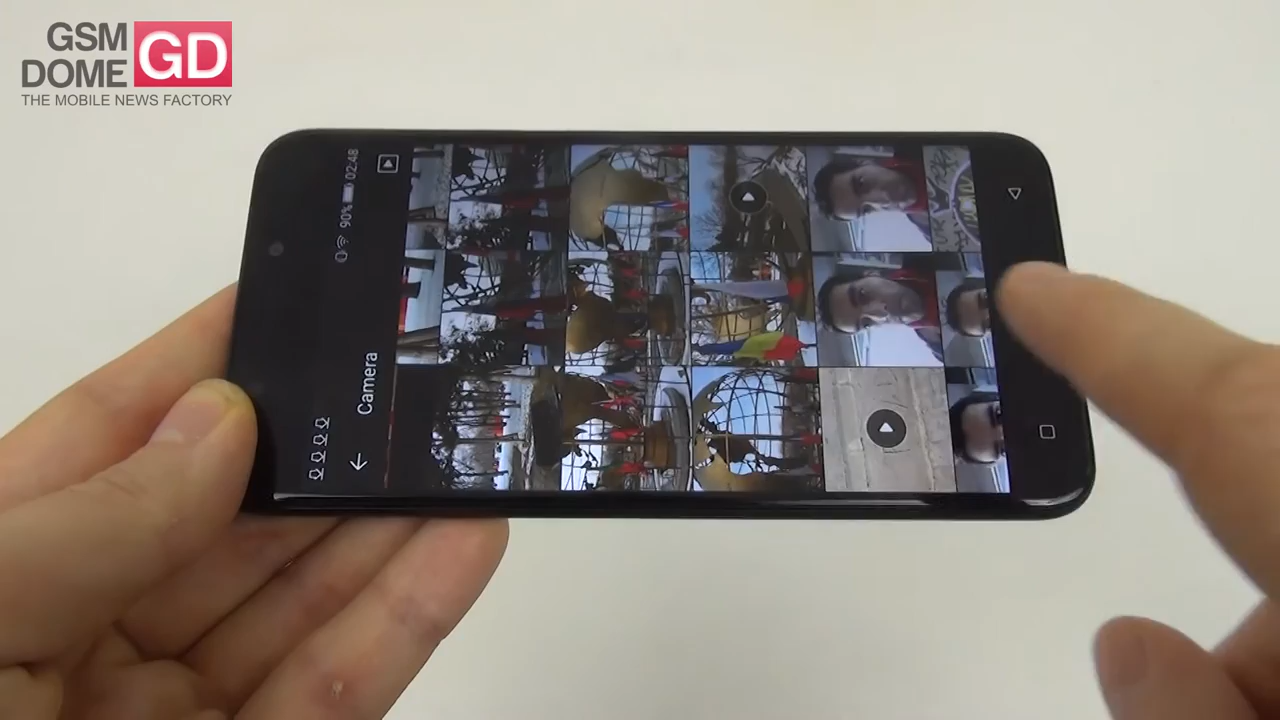 GSM
DOME
GD
THE MOBILE NEWS FACTORY
90% 02:48
Camera